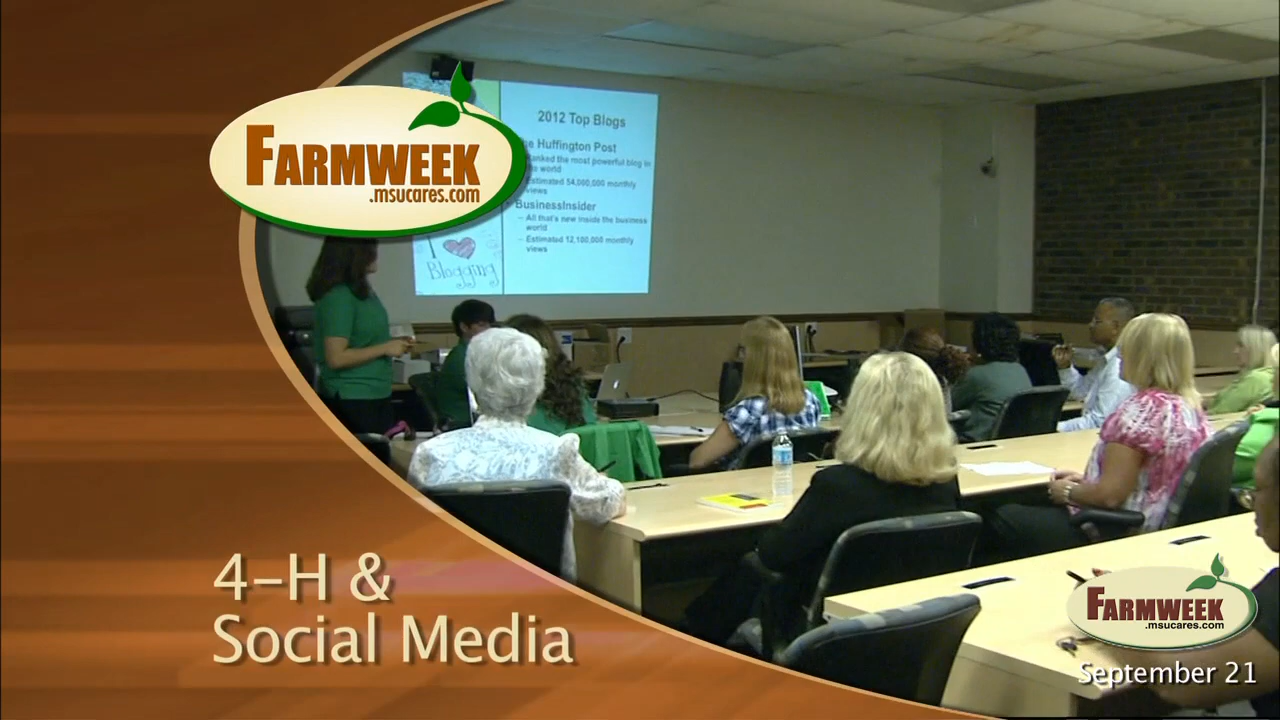 FARMWEEK
.msucares.com
2012 Top Blogs
Huffington Post
the most powerful blog in
world
Estimated 54,000,000 monthly
views
BusinessInsider
– All that's new inside the business
world
– Estimated 12,100,000 monthly
views
I
Blogging
4-H &
Social Media
FARMWEEK
.msucares.com
September 21